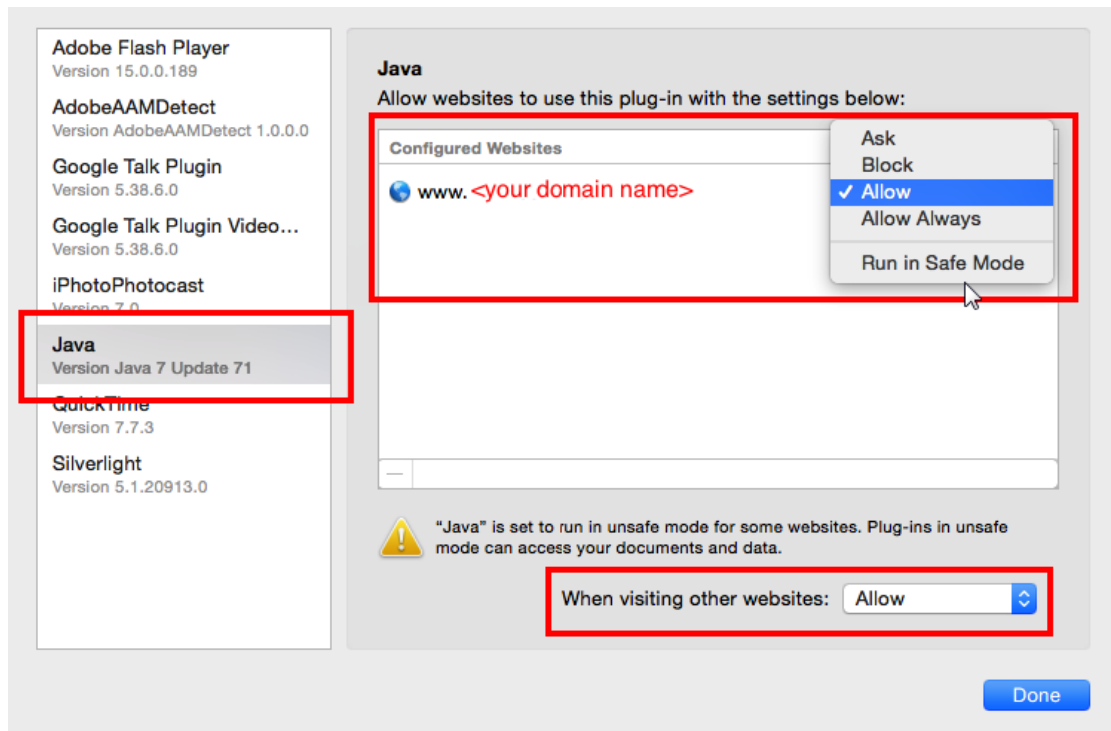 Adobe Flash Player
Version 15.0.0.189
AdobeAAMDetect
Version AdobeAAMDetect 1.0.0.0
Google Talk Plugin
Version 5.38.6.0
Google Talk Plugin Video...
Version 5.38.6.0
iPhotoPhotocast
Version 7.0
Java
Version Java 7 Update 71
QuickTime
Version 7.7.3
Silverlight
Version 5.1.20913.0
Java
Allow websites to use this plug-in with the settings below:
Configured Websites
www. <your domain name>
Ask
Block
✓ Allow
Allow Always
Run in Safe Mode
“Java” is set to run in unsafe mode for some websites. Plug-ins in unsafe
mode can access your documents and data.
When visiting other websites: Allow
Done